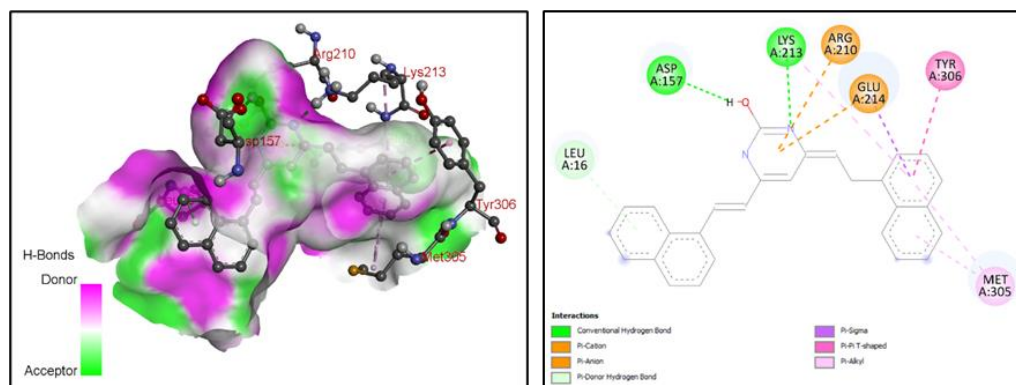 Arg210
Lys213
sp157
Tyr306
Met305
H-Bonds
Donor
Acceptor
LYS
A:213
ARG
A:210
ASP
A:157
GLU
A:214
TYR
A:306
LEU
A:16
MET
A:305
H
O
N
N
Interactions
Conventional Hydrogen Bond
Pi-Cation
Pi-Anion
Pi-Donor Hydrogen Bond
Pi-Sigma
Pi-Pi T-shaped
Pi-Alkyl